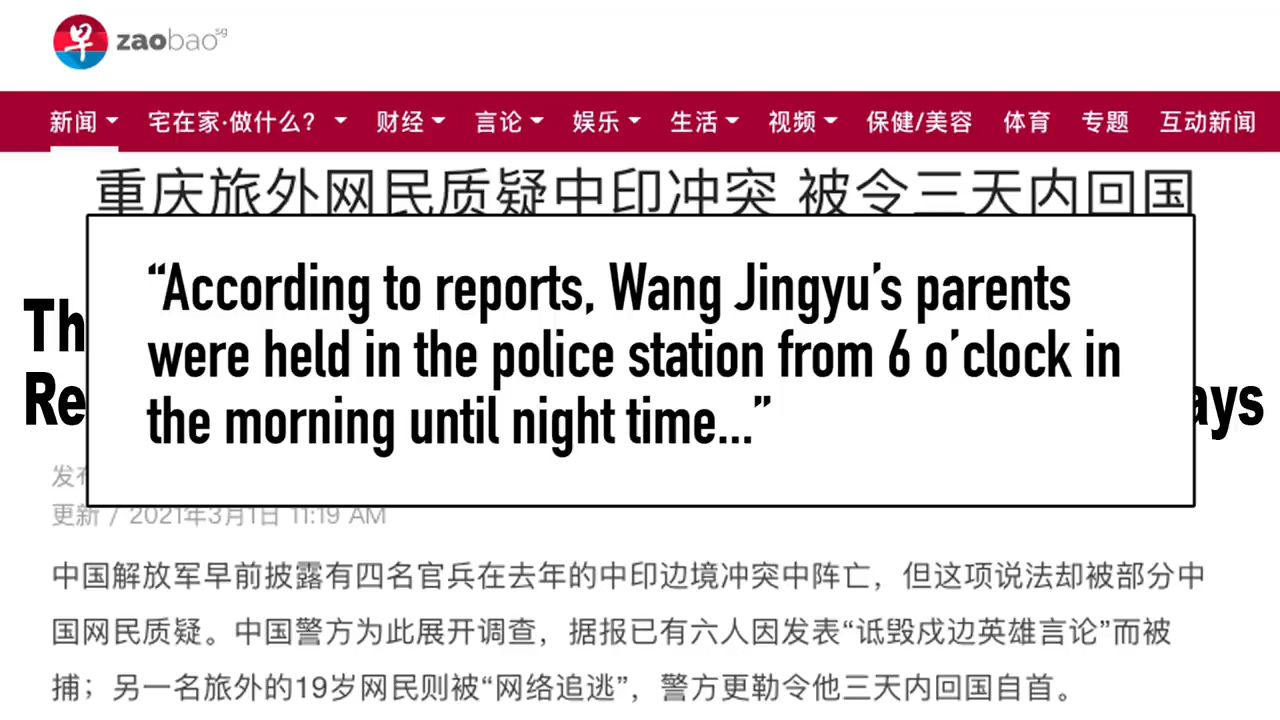 早 zaobao sg
新闻 宅在家·做什么? 财经 言论 娱乐 生活 视频 保健/美容 体育 专题 互动新闻
重庆旅外网民质疑中印冲突 被令三天内回国
“According to reports, Wang Jingyu’s parents
were held in the police station from 6 o’clock in
the morning until night time...”
更新 / 2021年3月1日 11:19 AM
中国解放军早前披露有四名官兵在去年的中印边境冲突中阵亡，但这项说法却被部分中
国网民质疑。中国警方为此展开调查，据报已有六人因发表“诋毁戍边英雄言论”而被
捕；另一名旅外的19岁网民则被“网络追逃”，警方更勒令他三天内回国自首。